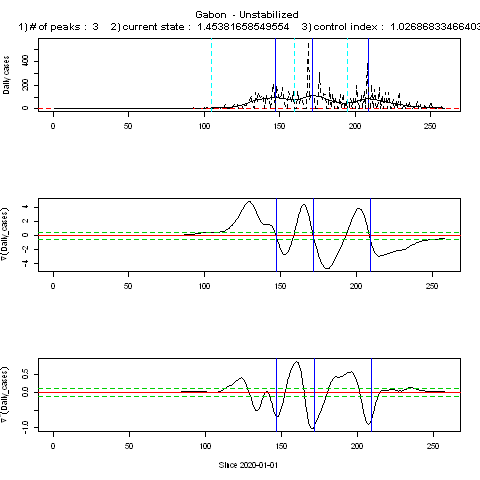 Gabon - Unstabilized
1) # of peaks : 3 2) current state : 1.45381658549554 3) control index : 1.0268683346640
Daily cases
0 200 400
0 50 100 150 200 250
∇( Daily_cases)
-4 -2 0 2 4
0 50 100 150 200 250
∇( Daily_cases)
-1.0 0.0 0.5
0 50 100 150 200 250
Since 2020-01-01